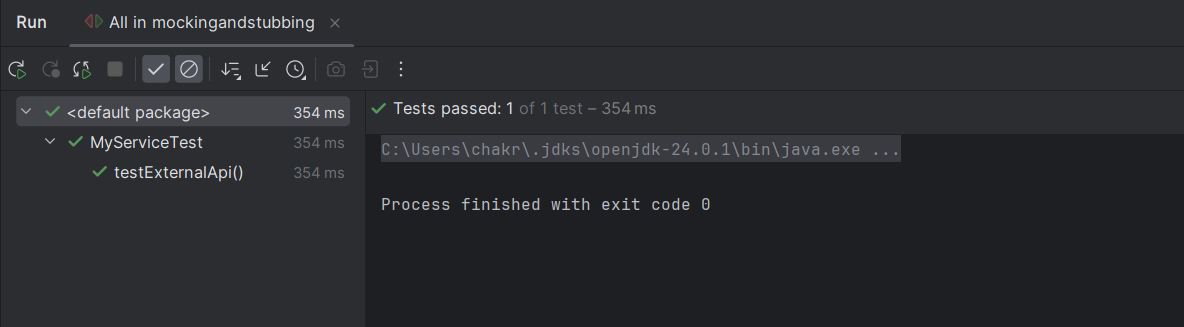 Run All in mockingandstubbing
<default package> 354 ms
MyServiceTest 354 ms
testExternalApi() 354 ms
Tests passed: 1 of 1 test – 354 ms
C:\Users\chakr\.jdks\openjdk-24.0.1\bin\java.exe ...
Process finished with exit code 0